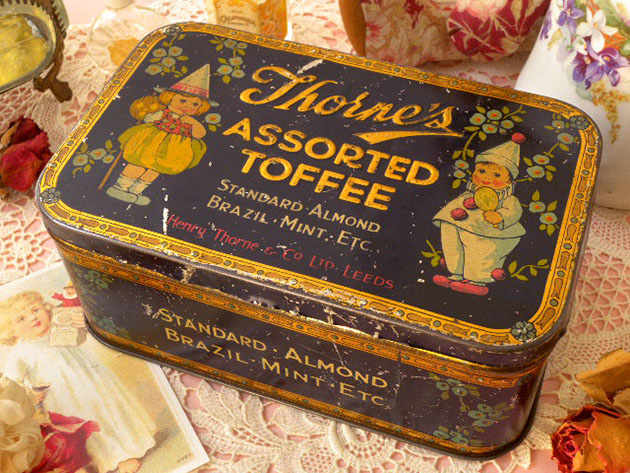 Thorne's
ASSORTED
TOFFEE
STANDARD. ALMOND
BRAZIL. MINT. ETC.
Henry Thorne & Co Ltd. Leeds
STANDARD. ALMOND
BRAZIL. MINT. ETC